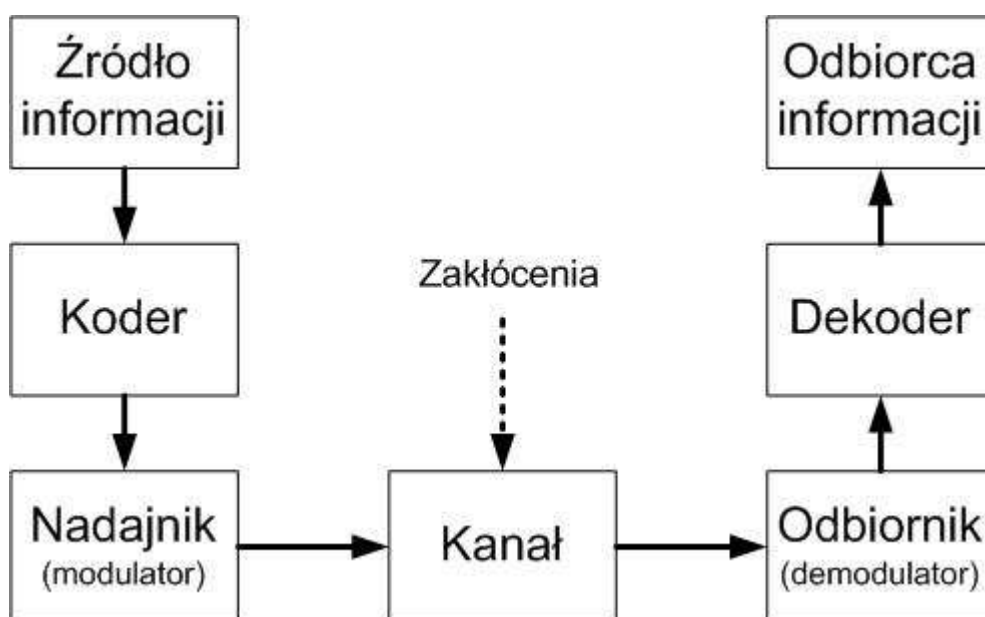 Źródło
informacji
Koder
Nadajnik
(modulator)
Zakłócenia
Kanał
Odbiorca
informacji
Dekoder
Odbiornik
(demodulator)